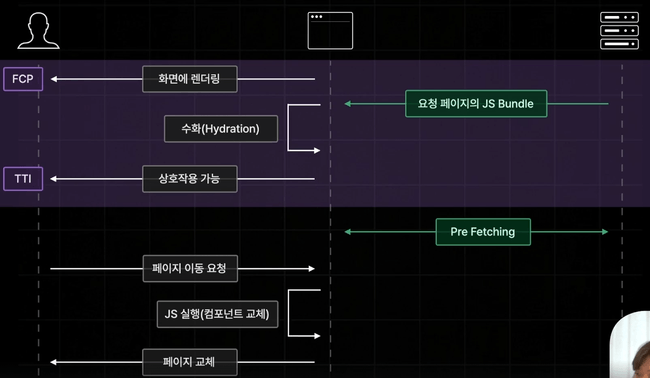 FCP
화면에 렌더링
요청 페이지의 JS Bundle
수화(Hydration)
TTI
상호작용 가능
Pre Fetching
페이지 이동 요청
JS 실행(컴포넌트 교체)
페이지 교체